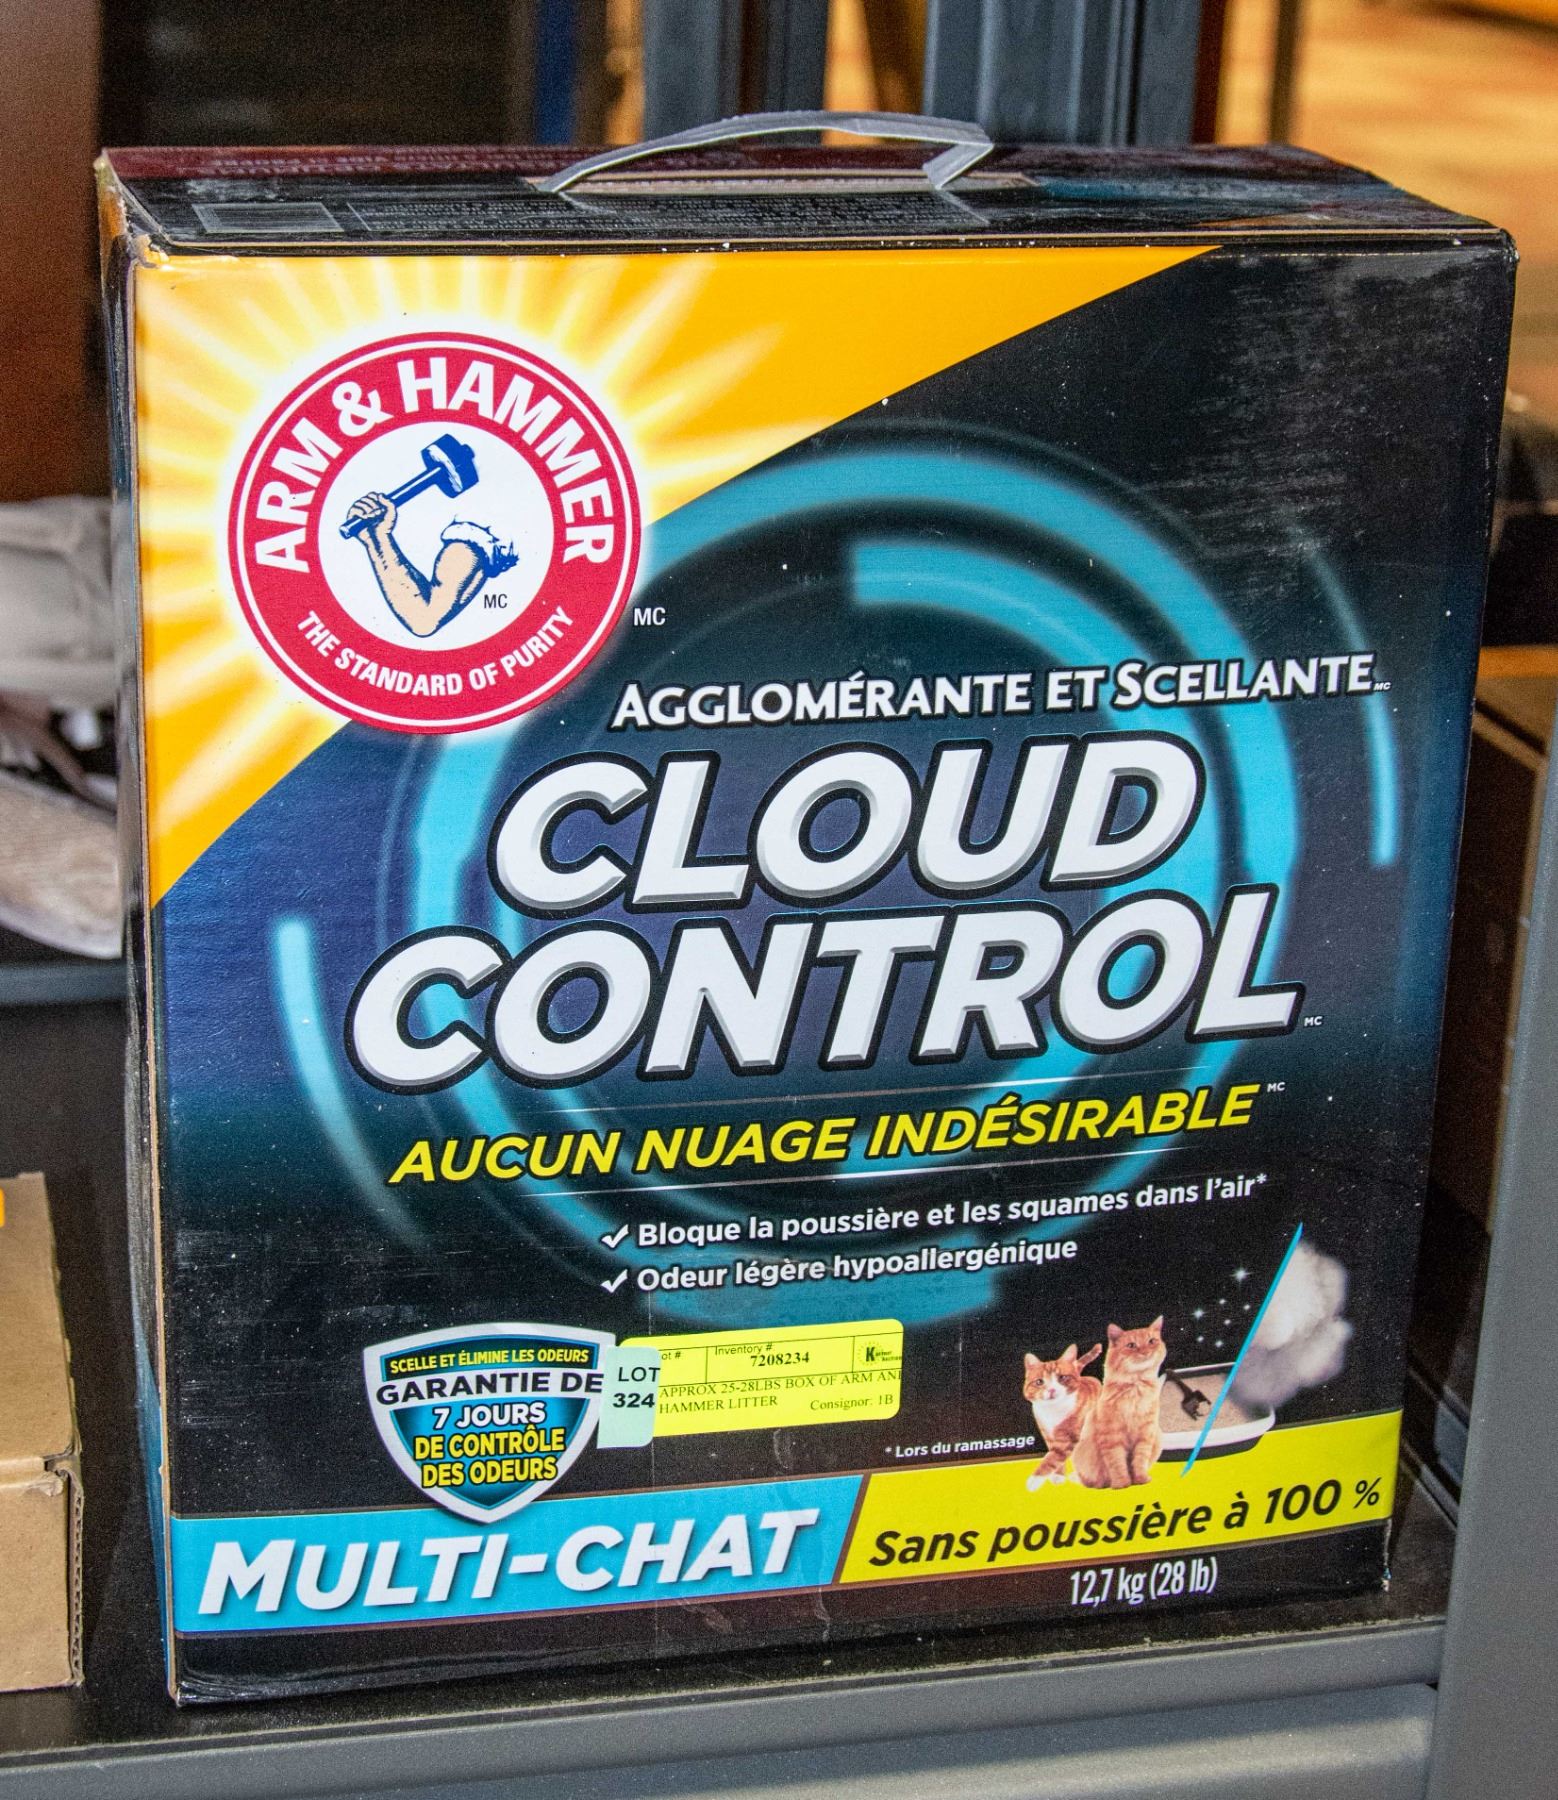 ARM & HAMMER
MC
THE STANDARD OF PURITY
MC
AGGLOMÉRANTE ET SCELLANTE MC
CLOUD
CONTROL MC
AUCUN NUAGE INDÉSIRABLE MC
✓ Bloque la poussière et les squames dans l'air*
✓ Odeur légère hypoallergénique
SCELLE ET ÉLIMINE LES ODEURS
GARANTIE DE
7 JOURS
DE CONTRÔLE
DES ODEURS
LOT
324
ot #
Inventory #
7208234
APPROX 25-28LBS BOX OF ARM AN
HAMMER LITTER
Consignor: 1B
* Lors du ramassage
MULTI-CHAT
Sans poussière à 100 %
12,7 kg (28 lb)